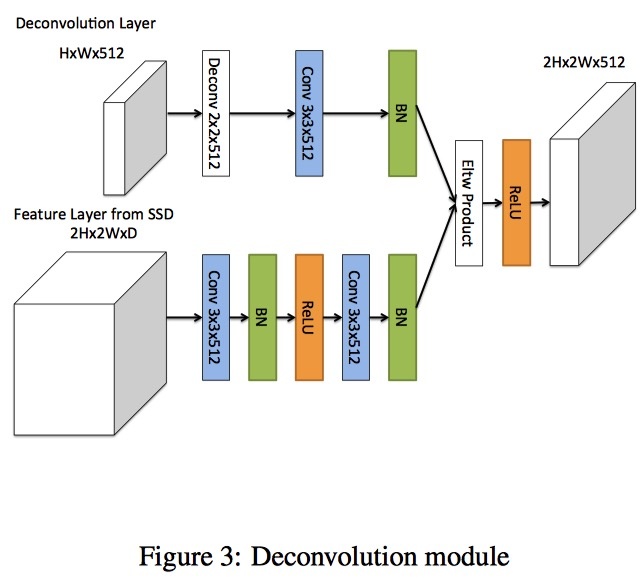 Deconvolution Layer
HxWx512
Deconv 2x2x512
Conv 3x3x512
BN
Feature Layer from SSD
2Hx2WxD
Conv 3x3x512
BN
ReLU
Conv 3x3x512
BN
Eltw Product
ReLU
2Hx2Wx512
Figure 3: Deconvolution module